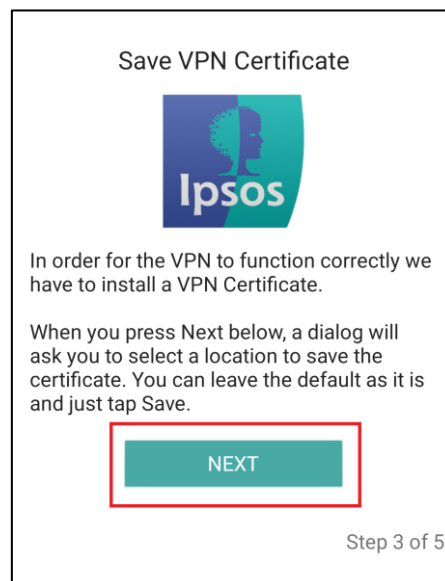 Save VPN Certificate
Ipsos
In order for the VPN to function correctly we
have to install a VPN Certificate.
When you press Next below, a dialog will
ask you to select a location to save the
certificate. You can leave the default as it is
and just tap Save.
NEXT
Step 3 of 5